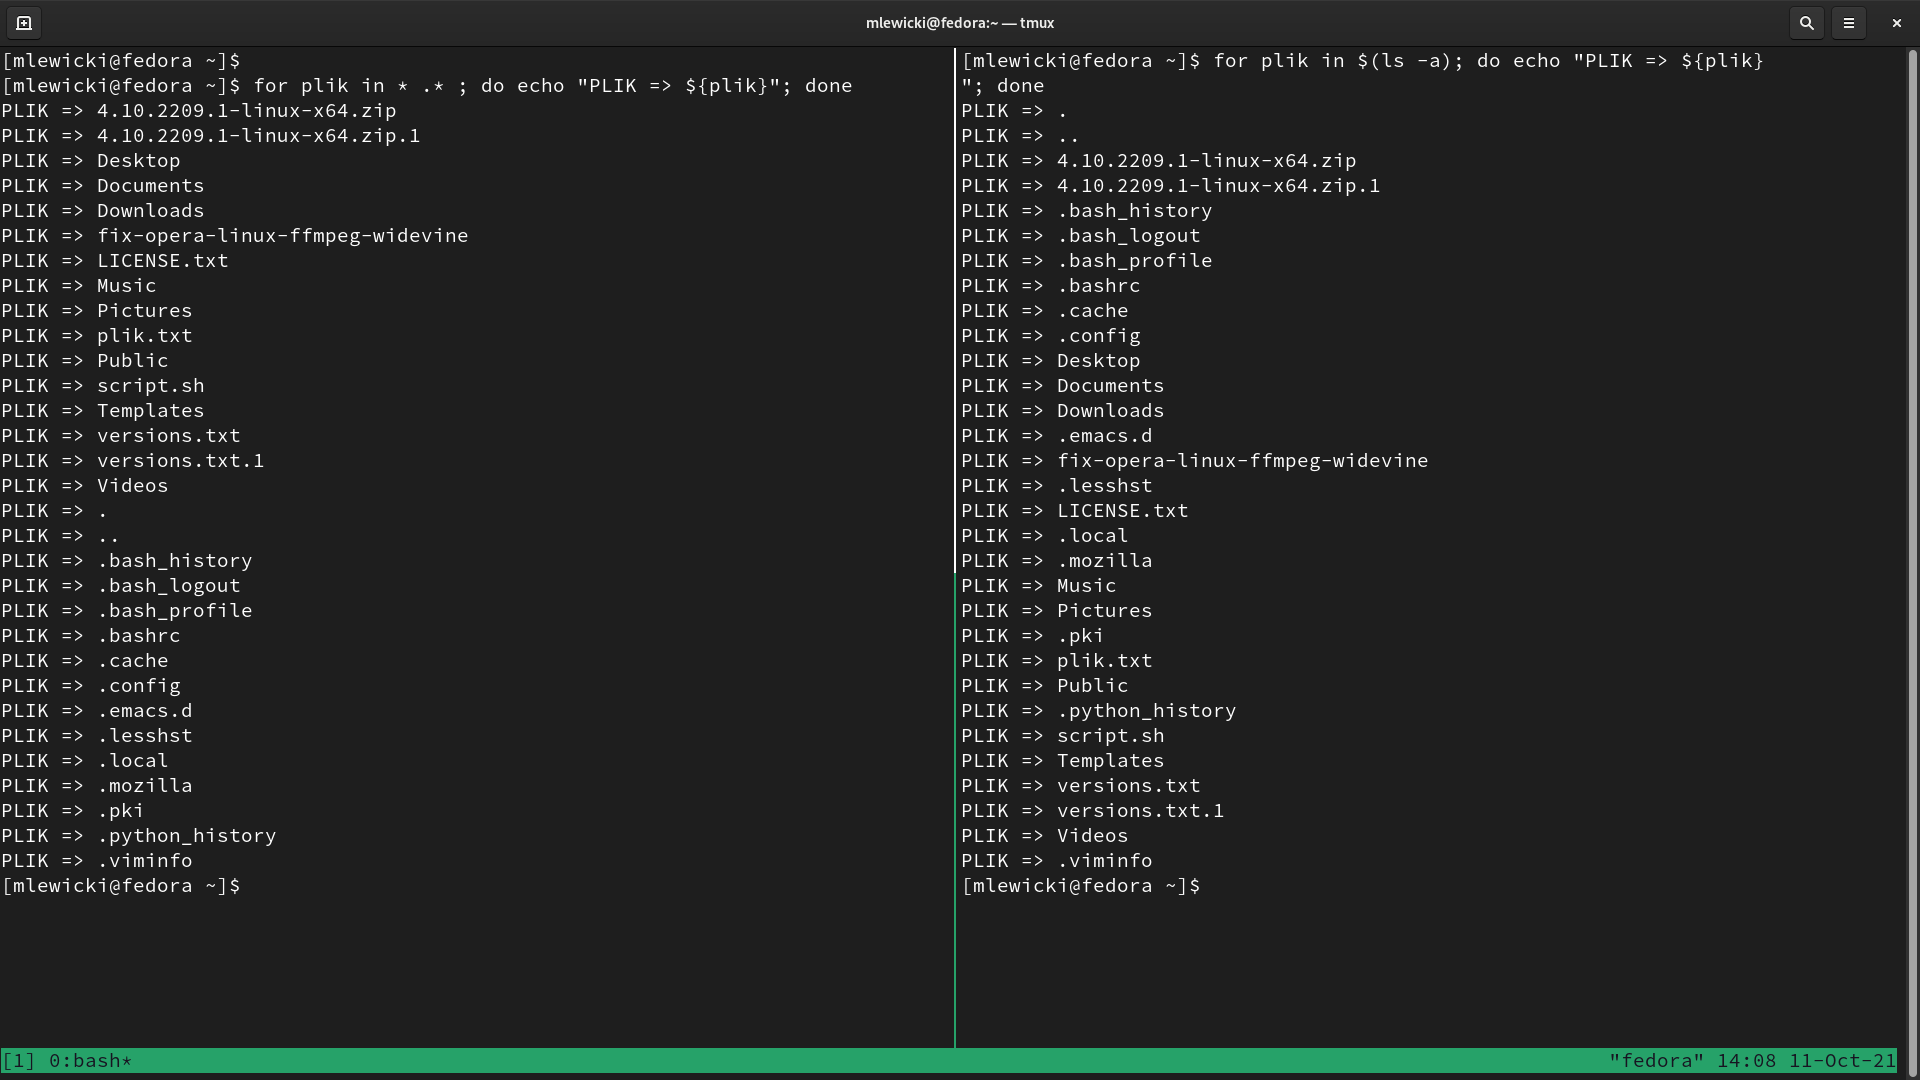 mlewicki@fedora:~ — tmux
[mlewicki@fedora ~]$
[mlewicki@fedora ~]$ for plik in * .* ; do echo "PLIK => ${plik}"; done
PLIK => 4.10.2209.1-linux-x64.zip
PLIK => 4.10.2209.1-linux-x64.zip.1
PLIK => Desktop
PLIK => Documents
PLIK => Downloads
PLIK => fix-opera-linux-ffmpeg-widevine
PLIK => LICENSE.txt
PLIK => Music
PLIK => Pictures
PLIK => plik.txt
PLIK => Public
PLIK => script.sh
PLIK => Templates
PLIK => versions.txt
PLIK => versions.txt.1
PLIK => Videos
PLIK => .
PLIK => ..
PLIK => .bash_history
PLIK => .bash_logout
PLIK => .bash_profile
PLIK => .bashrc
PLIK => .cache
PLIK => .config
PLIK => .emacs.d
PLIK => .lesshst
PLIK => .local
PLIK => .mozilla
PLIK => .pki
PLIK => .python_history
PLIK => .viminfo
[mlewicki@fedora ~]$
[mlewicki@fedora ~]$ for plik in $(ls -a); do echo "PLIK => ${plik}
"; done
PLIK => .
PLIK => ..
PLIK => 4.10.2209.1-linux-x64.zip
PLIK => 4.10.2209.1-linux-x64.zip.1
PLIK => .bash_history
PLIK => .bash_logout
PLIK => .bash_profile
PLIK => .bashrc
PLIK => .cache
PLIK => .config
PLIK => Desktop
PLIK => Documents
PLIK => Downloads
PLIK => .emacs.d
PLIK => fix-opera-linux-ffmpeg-widevine
PLIK => .lesshst
PLIK => LICENSE.txt
PLIK => .local
PLIK => .mozilla
PLIK => Music
PLIK => Pictures
PLIK => .pki
PLIK => plik.txt
PLIK => Public
PLIK => .python_history
PLIK => script.sh
PLIK => Templates
PLIK => versions.txt
PLIK => versions.txt.1
PLIK => Videos
PLIK => .viminfo
[mlewicki@fedora ~]$
[1] 0:bash*
"fedora" 14:08 11-Oct-21